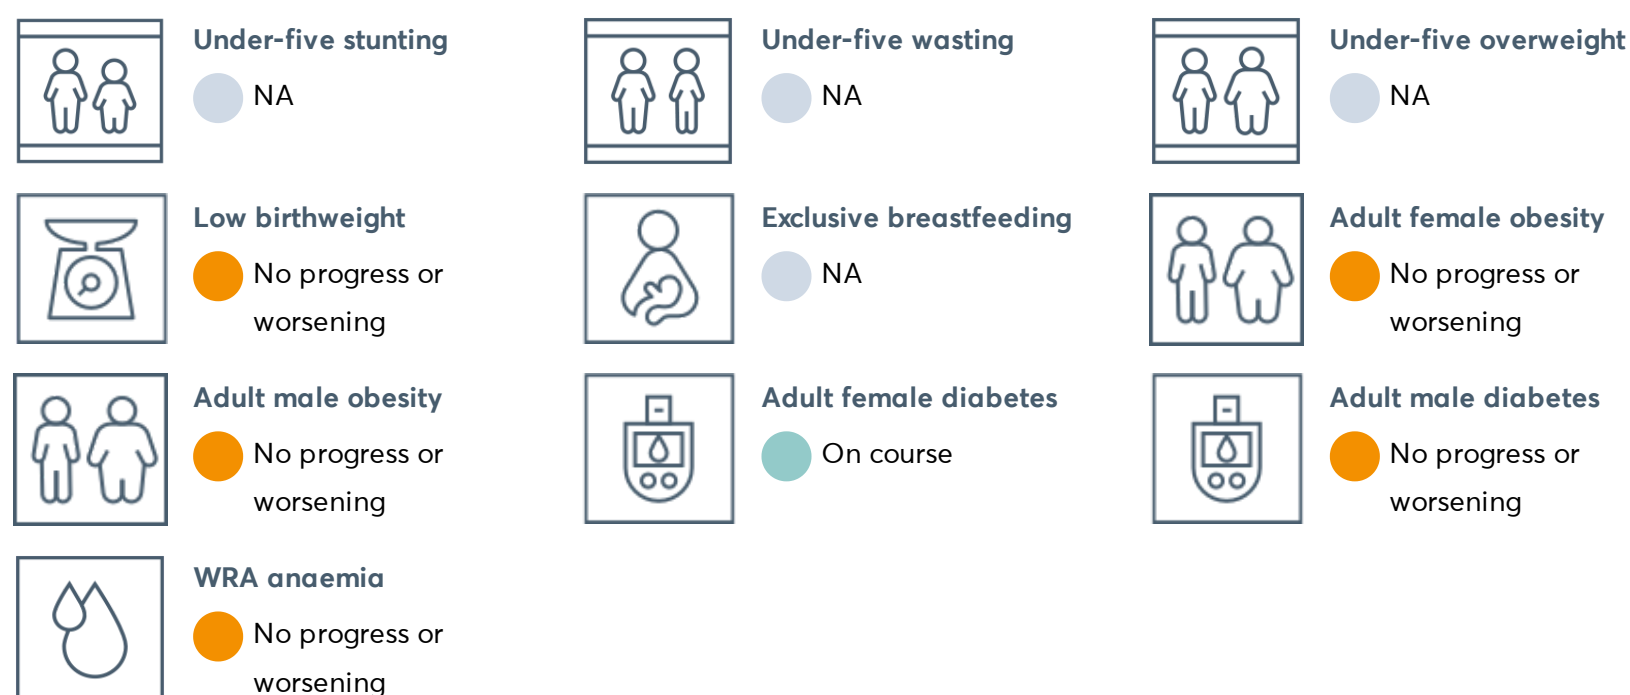 Under-five stunting
NA
Under-five wasting
NA
Under-five overweight
NA
Low birthweight
No progress or
worsening
Exclusive breastfeeding
NA
Adult female obesity
No progress or
worsening
Adult male obesity
No progress or
worsening
Adult female diabetes
On course
Adult male diabetes
No progress or
worsening
WRA anaemia
No progress or
worsening